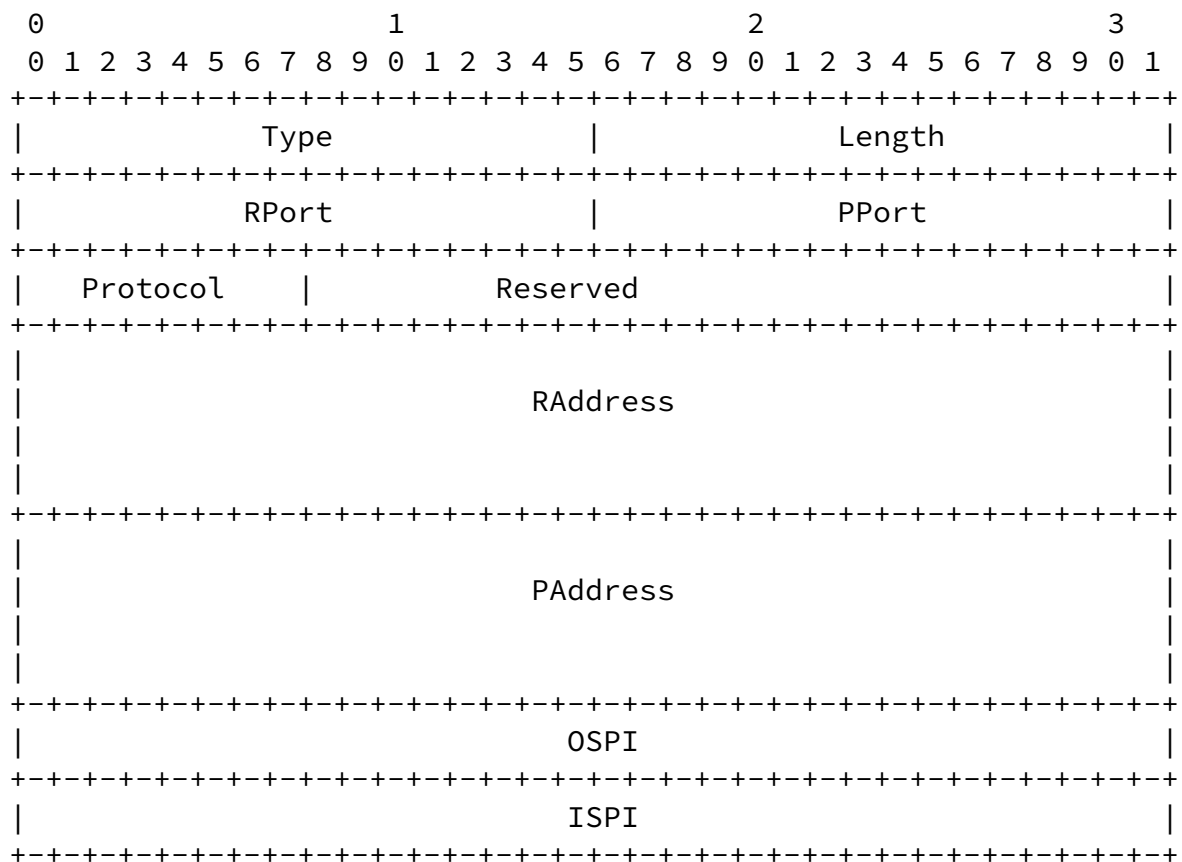 0                   1                   2                   3
 0 1 2 3 4 5 6 7 8 9 0 1 2 3 4 5 6 7 8 9 0 1 2 3 4 5 6 7 8 9 0 1
+-+-+-+-+-+-+-+-+-+-+-+-+-+-+-+-+-+-+-+-+-+-+-+-+-+-+-+-+-+-+-+-+
|             Type              |             Length            |
+-+-+-+-+-+-+-+-+-+-+-+-+-+-+-+-+-+-+-+-+-+-+-+-+-+-+-+-+-+-+-+-+
|            RPort              |             PPort             |
+-+-+-+-+-+-+-+-+-+-+-+-+-+-+-+-+-+-+-+-+-+-+-+-+-+-+-+-+-+-+-+-+
|   Protocol    |          Reserved                             |
+-+-+-+-+-+-+-+-+-+-+-+-+-+-+-+-+-+-+-+-+-+-+-+-+-+-+-+-+-+-+-+-+
|                                                               |
|                            RAddress                           |
|                                                               |
|                                                               |
+-+-+-+-+-+-+-+-+-+-+-+-+-+-+-+-+-+-+-+-+-+-+-+-+-+-+-+-+-+-+-+-+
|                                                               |
|                            PAddress                           |
|                                                               |
|                                                               |
+-+-+-+-+-+-+-+-+-+-+-+-+-+-+-+-+-+-+-+-+-+-+-+-+-+-+-+-+-+-+-+-+
|                              OSPI                             |
+-+-+-+-+-+-+-+-+-+-+-+-+-+-+-+-+-+-+-+-+-+-+-+-+-+-+-+-+-+-+-+-+
|                              ISPI                             |
+-+-+-+-+-+-+-+-+-+-+-+-+-+-+-+-+-+-+-+-+-+-+-+-+-+-+-+-+-+-+-+-+